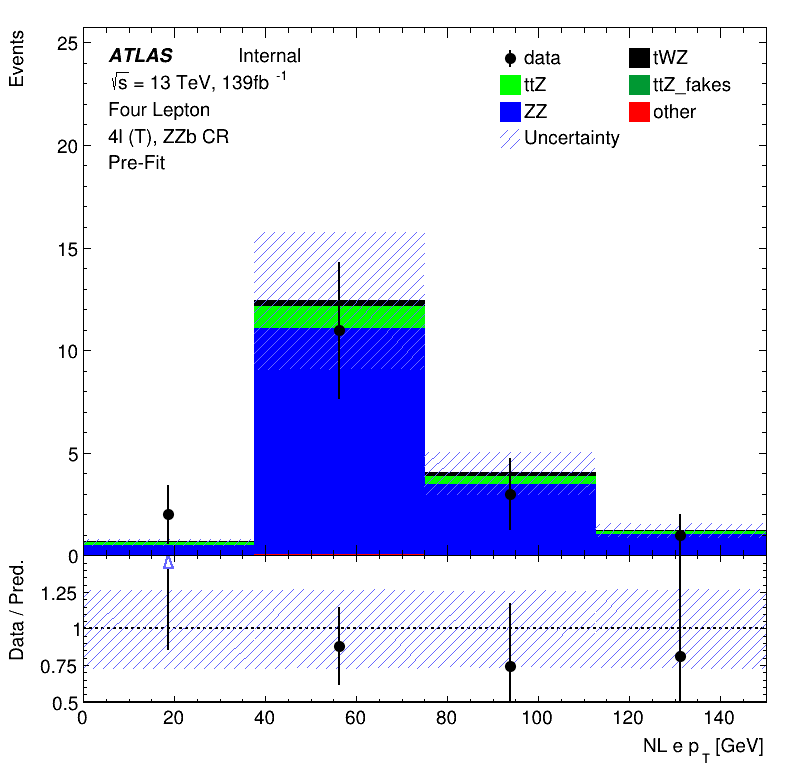 Events
25
20
15
10
5
0
ATLAS Internal
√s = 13 TeV, 139fb -1
Four Lepton
4l (T), ZZb CR
Pre-Fit
data
ttZ
ZZ
Uncertainty
tWZ
ttZ_fakes
other
Data / Pred.
1.25
1
0.75
0.5
0 20 40 60 80 100 120 140
NL e pT [GeV]